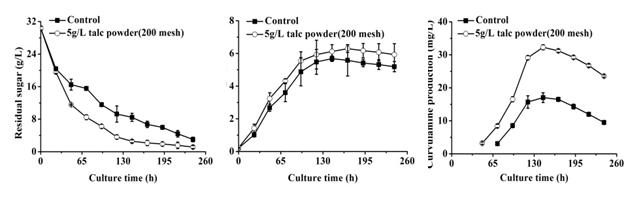 Control
5g/L talc powder(200 mesh)
Residual sugar (g/L)
32
24
16
8
0
0 65 130 195 260
Culture time (h)
Control
5g/L talc powder(200 mesh)
8
6
4
2
0
0 65 130 195 260
Culture time (h)
Control
5g/L talc powder(200 mesh)
Curvulamine production (mg/L)
40
30
20
10
0
0 65 130 195 260
Culture time (h)